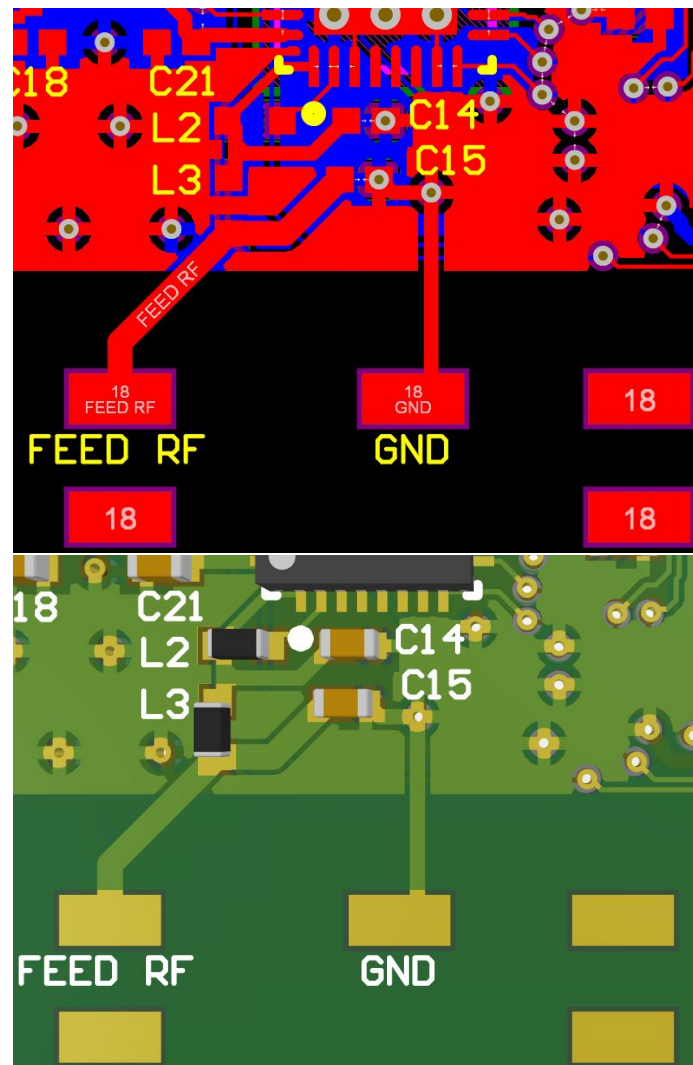 C18 C21
L2 C14
L3 C15
FEED RF
18
FEED RF
18
GND
18
FEED RF GND
18 18
18 C21
L2 C14
L3 C15
FEED RF GND